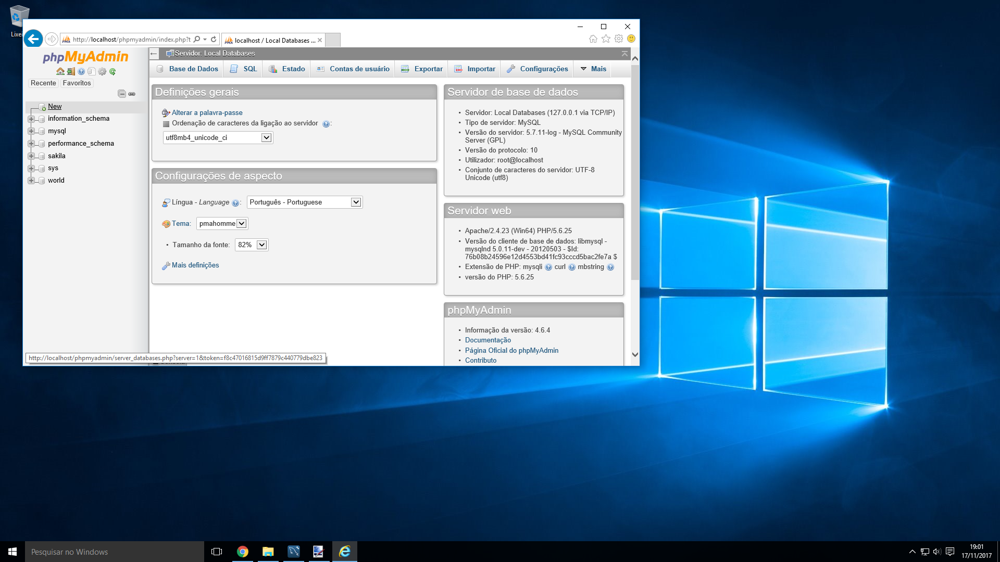 Lixei
http://localhost/phpmyadmin/index.php?t
localhost / Local Databases ...
phpMyAdmin
Recente Favoritos
New
information_schema
mysql
performance_schema
sakila
sys
world
Servidor: Local Databases
Base de Dados SQL Estado Contas de usuário Exportar Importar Configurações Mais
Definições gerais
Alterar a palavra-passe
Ordenação de caracteres da ligação ao servidor :
utf8mb4_unicode_ci
Configurações de aspecto
Língua - Language : Português - Portuguese
Tema: pmahomme
• Tamanho da fonte: 82%
Mais definições
Servidor de base de dados
• Servidor: Local Databases (127.0.0.1 via TCP/IP)
• Tipo de servidor: MySQL
• Versão do servidor: 5.7.11-log - MySQL Community
Server (GPL)
• Versão do protocolo: 10
• Utilizador: root@localhost
• Conjunto de caracteres do servidor: UTF-8
Unicode (utf8)
Servidor web
• Apache/2.4.23 (Win64) PHP/5.6.25
• Versão do cliente de base de dados: libmysql -
mysqlnd 5.0.11-dev - 20120503 - $Id:
76b08b24596e12d4553bd41fc93cccd5bac2fe7a $
• Extensão de PHP: mysqli curl mbstring
• versão do PHP: 5.6.25
phpMyAdmin
• Informação da versão: 4.6.4
• Documentação
• Página Oficial do phpMyAdmin
• Contributo
http://localhost/phpmyadmin/server_databases.php?server=1&token=f8c47016815d9ff7879c440779dbe823
Pesquisar no Windows
19:01
17/11/2017